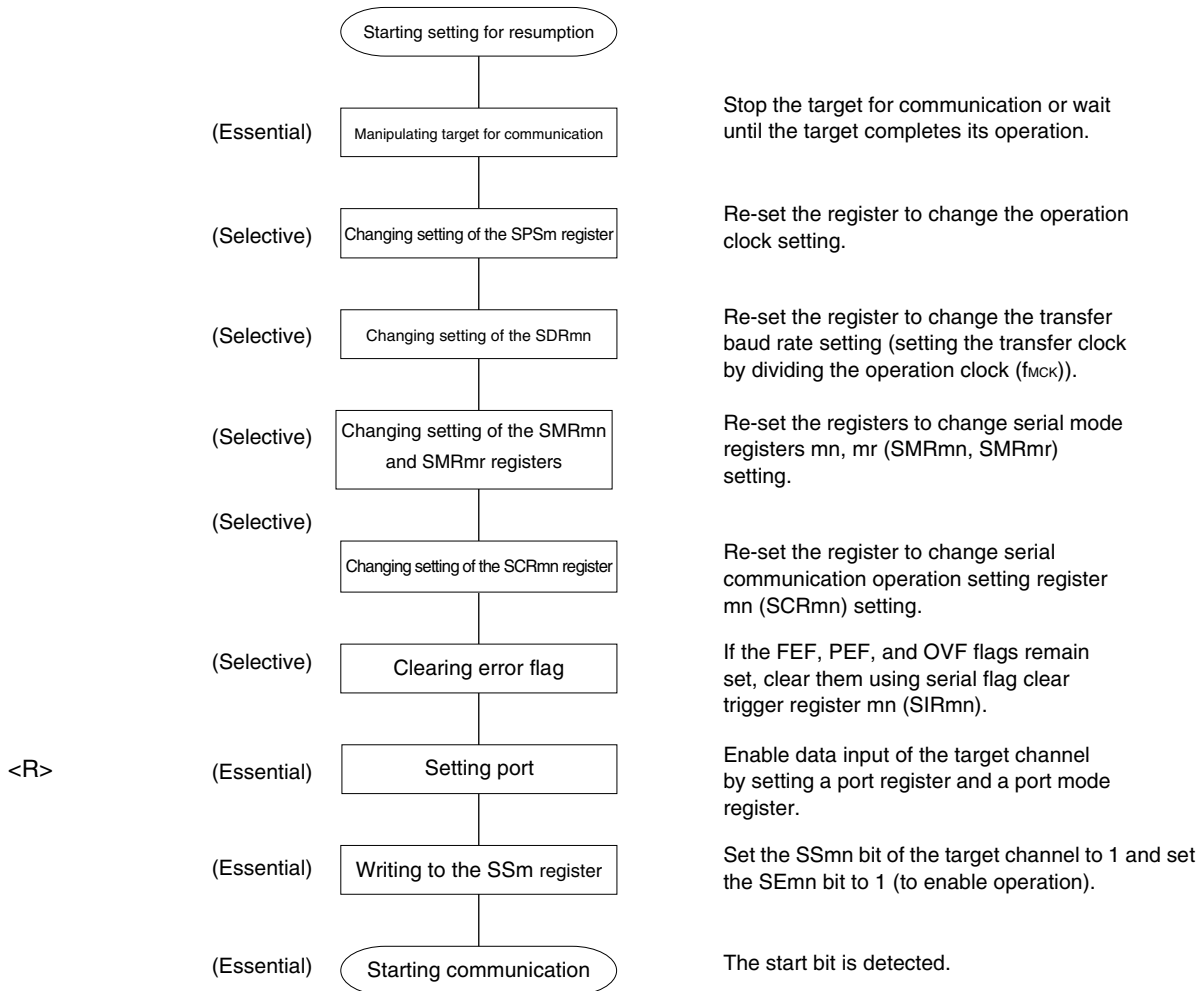 Starting setting for resumption
(Essential)
Manipulating target for communication
Stop the target for communication or wait
until the target completes its operation.
(Selective)
Changing setting of the SPSm register
Re-set the register to change the operation
clock setting.
(Selective)
Changing setting of the SDRmn
Re-set the register to change the transfer
baud rate setting (setting the transfer clock
by dividing the operation clock (fMCK)).
(Selective)
Changing setting of the SMRmn
and SMRmr registers
Re-set the registers to change serial mode
registers mn, mr (SMRmn, SMRmr)
setting.
(Selective)
Changing setting of the SCRmn register
Re-set the register to change serial
communication operation setting register
mn (SCRmn) setting.
(Selective)
Clearing error flag
If the FEF, PEF, and OVF flags remain
set, clear them using serial flag clear
trigger register mn (SIRmn).
<R>
(Essential)
Setting port
Enable data input of the target channel
by setting a port register and a port mode
register.
(Essential)
Writing to the SSm register
Set the SSmn bit of the target channel to 1 and set
the SEmn bit to 1 (to enable operation).
(Essential)
Starting communication
The start bit is detected.